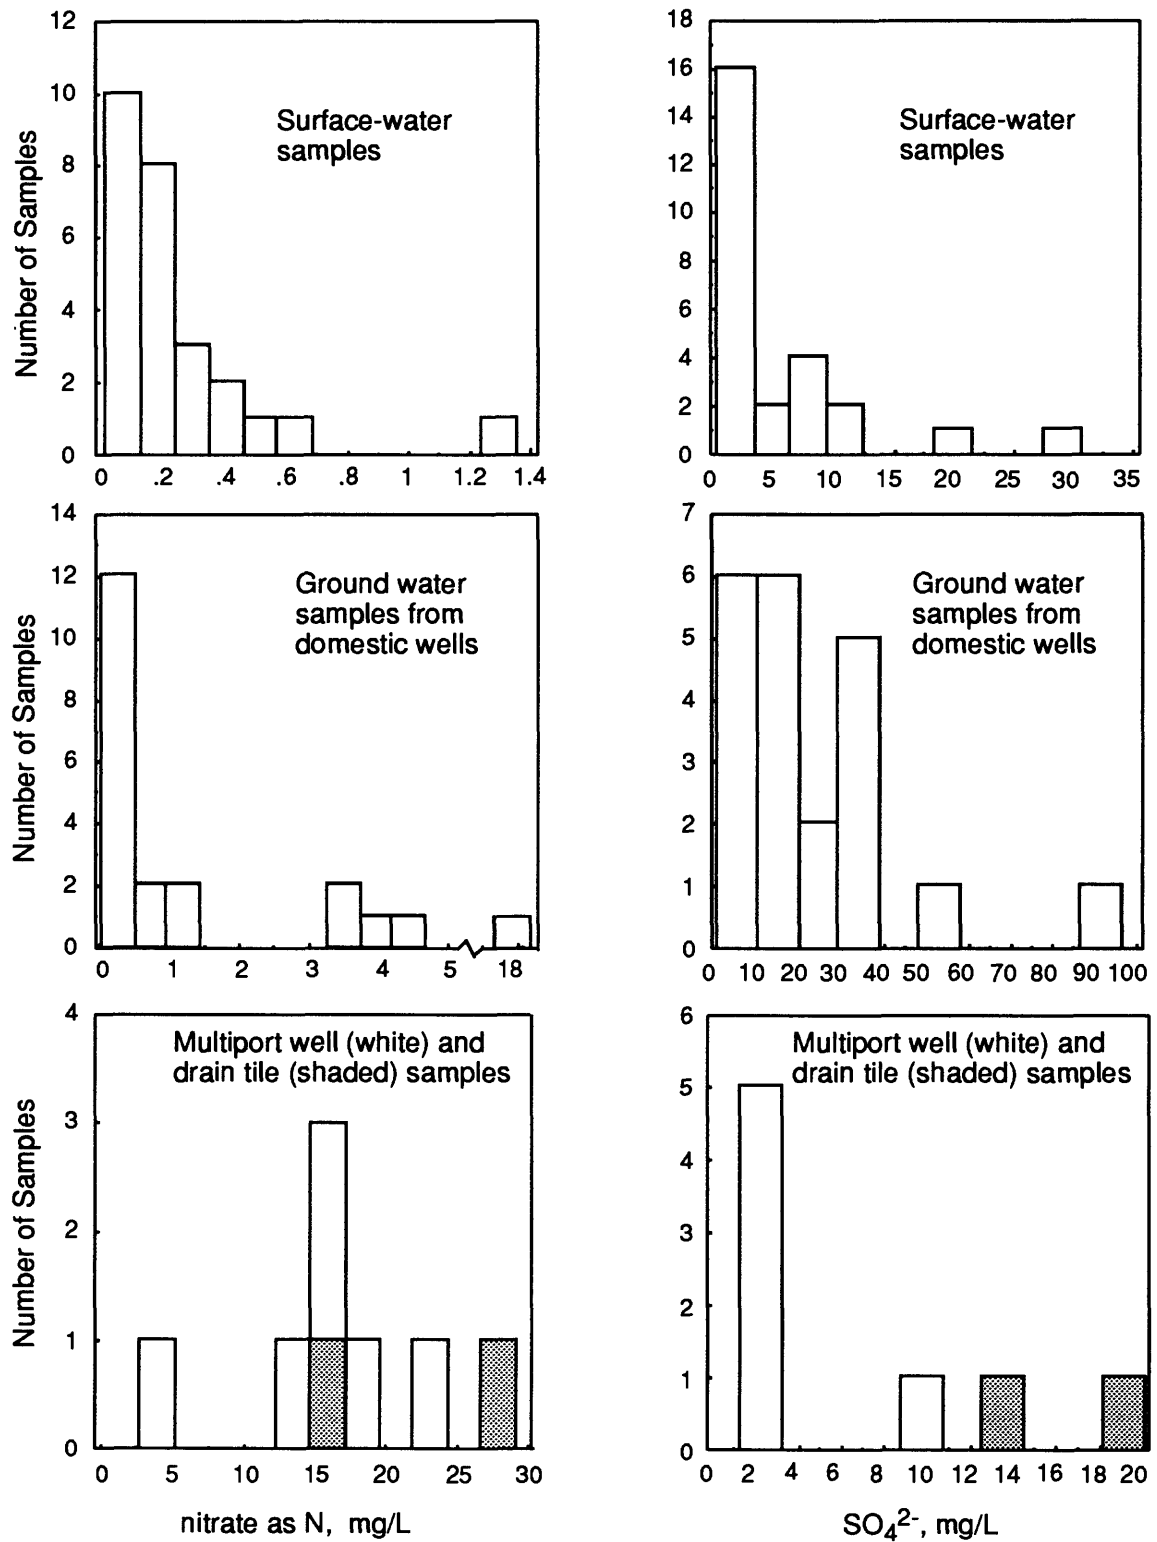 12
10
8
6
4
2
0
Number of Samples
Surface-water
samples
0 .2 .4 .6 .8 1 1.2 1.4
18
16
14
12
10
8
6
4
2
0
Surface-water
samples
0 5 10 15 20 25 30 35
14
12
10
8
6
4
2
0
Number of Samples
Ground water
samples from
domestic wells
0 1 2 3 4 5 18
7
6
5
4
3
2
1
0
Ground water
samples from
domestic wells
0 10 20 30 40 50 60 70 80 90 100
4
3
2
1
0
Number of Samples
Multiport well (white) and
drain tile (shaded) samples
0 5 10 15 20 25 30
nitrate as N, mg/L
6
5
4
3
2
1
0
Multiport well (white) and
drain tile (shaded) samples
0 2 4 6 8 10 12 14 16 18 20
SO₄²⁻, mg/L